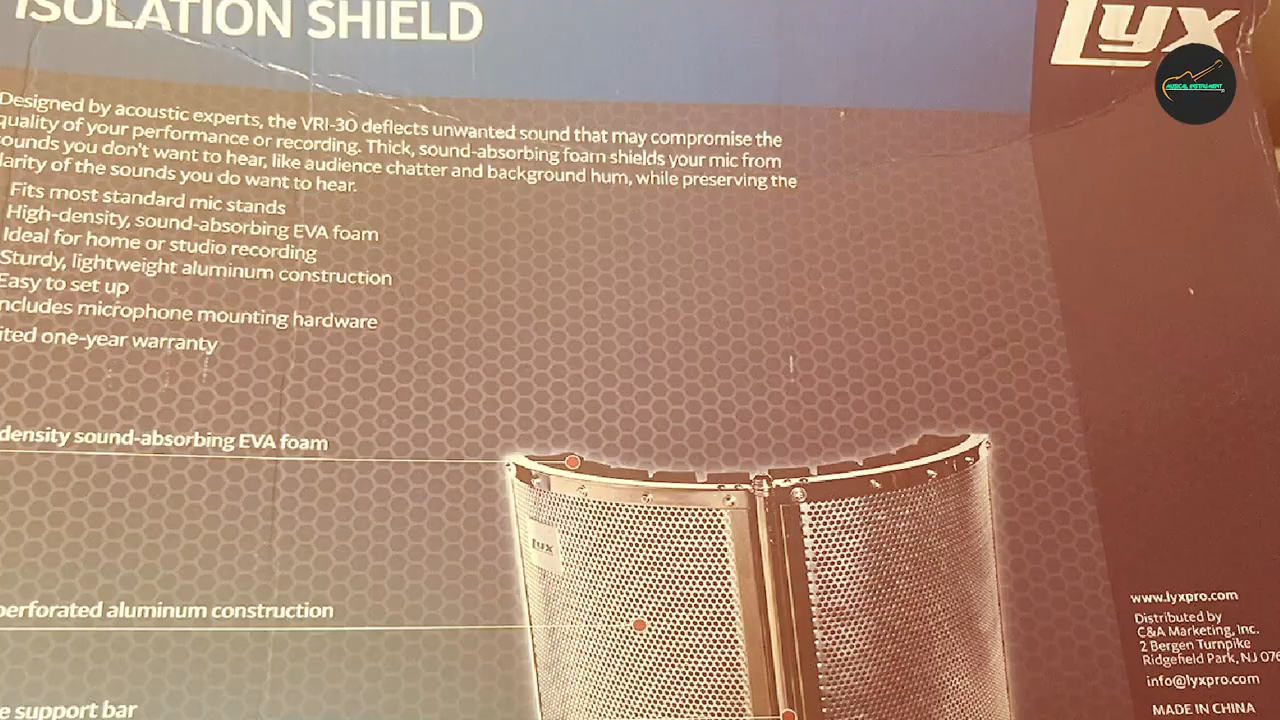 ISOLATION SHIELD
Lyx
MUSICAL INSTRUMENT
Designed by acoustic experts, the VRI-30 deflects unwanted sound that may compromise the
quality of your performance or recording. Thick, sound-absorbing foam shields your mic from
ounds you don't want to hear, like audience chatter and background hum, while preserving the
larity of the sounds you do want to hear.
Fits most standard mic stands
High-density, sound-absorbing EVA foam
Ideal for home or studio recording
Sturdy, lightweight aluminum construction
Easy to set up
ncludes microphone mounting hardware
ited one-year warranty
density sound-absorbing EVA foam
Lyx
perforated aluminum construction
e support bar
www.lyxpro.com
Distributed by
C&A Marketing, Inc.
2 Bergen Turnpike
Ridgefield Park, NJ 076
info@lyxpro.com
MADE IN CHINA